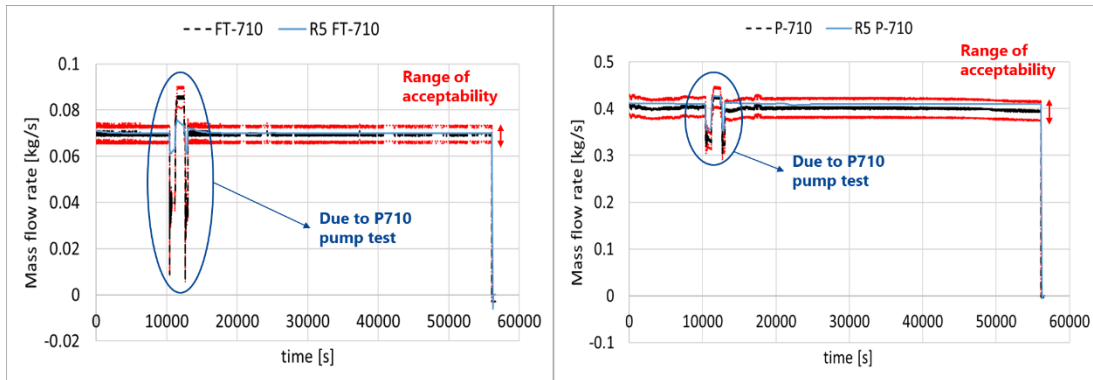 FT-710 R5 FT-710
0.1
0.08
0.06
0.04
0.02
0
-0.02
Mass flow rate [kg/s]
Range of
acceptability
Due to P710
pump test
0 10000 20000 30000 40000 50000 60000
time [s]
P-710 R5 P-710
0.5
0.4
0.3
0.2
0.1
0
-0.1
Mass flow rate [kg/s]
Range of
acceptability
Due to P710
pump test
0 10000 20000 30000 40000 50000 60000
time [s]